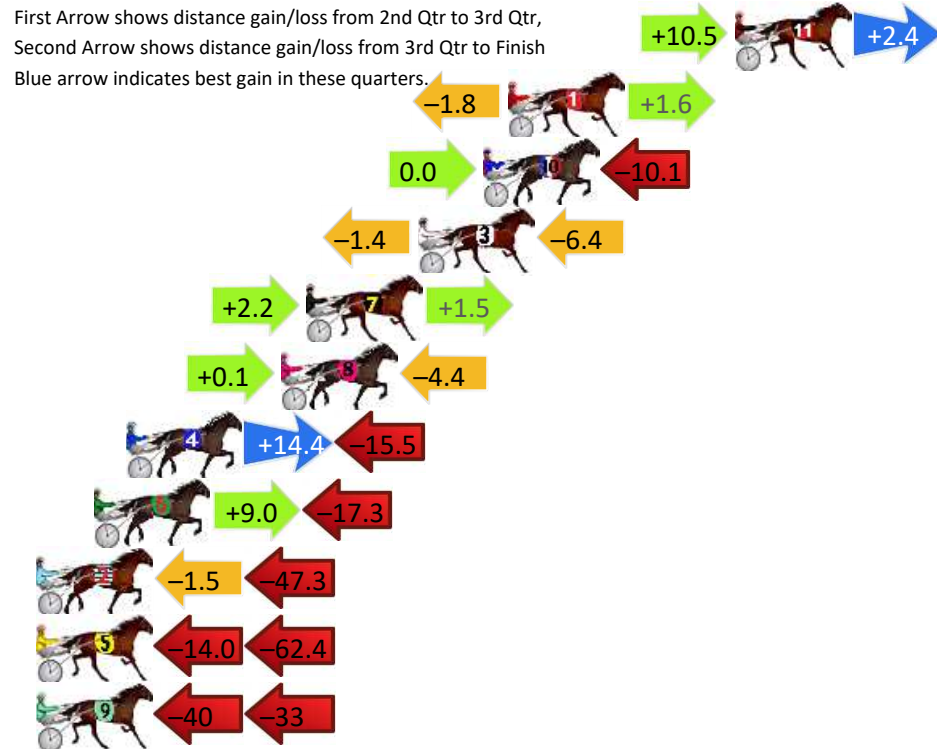 First Arrow shows distance gain/loss from 2nd Qtr to 3rd Qtr,
Second Arrow shows distance gain/loss from 3rd Qtr to Finish
Blue arrow indicates best gain in these quarters.
+10.5 11 +2.4
–1.8 1 +1.6
0.0 10 –10.1
–1.4 3 –6.4
+2.2 7 +1.5
+0.1 8 –4.4
4 +14.4 –15.5
+9.0 –17.3
–1.5 –47.3
5 –14.0 –62.4
9 –40 –33